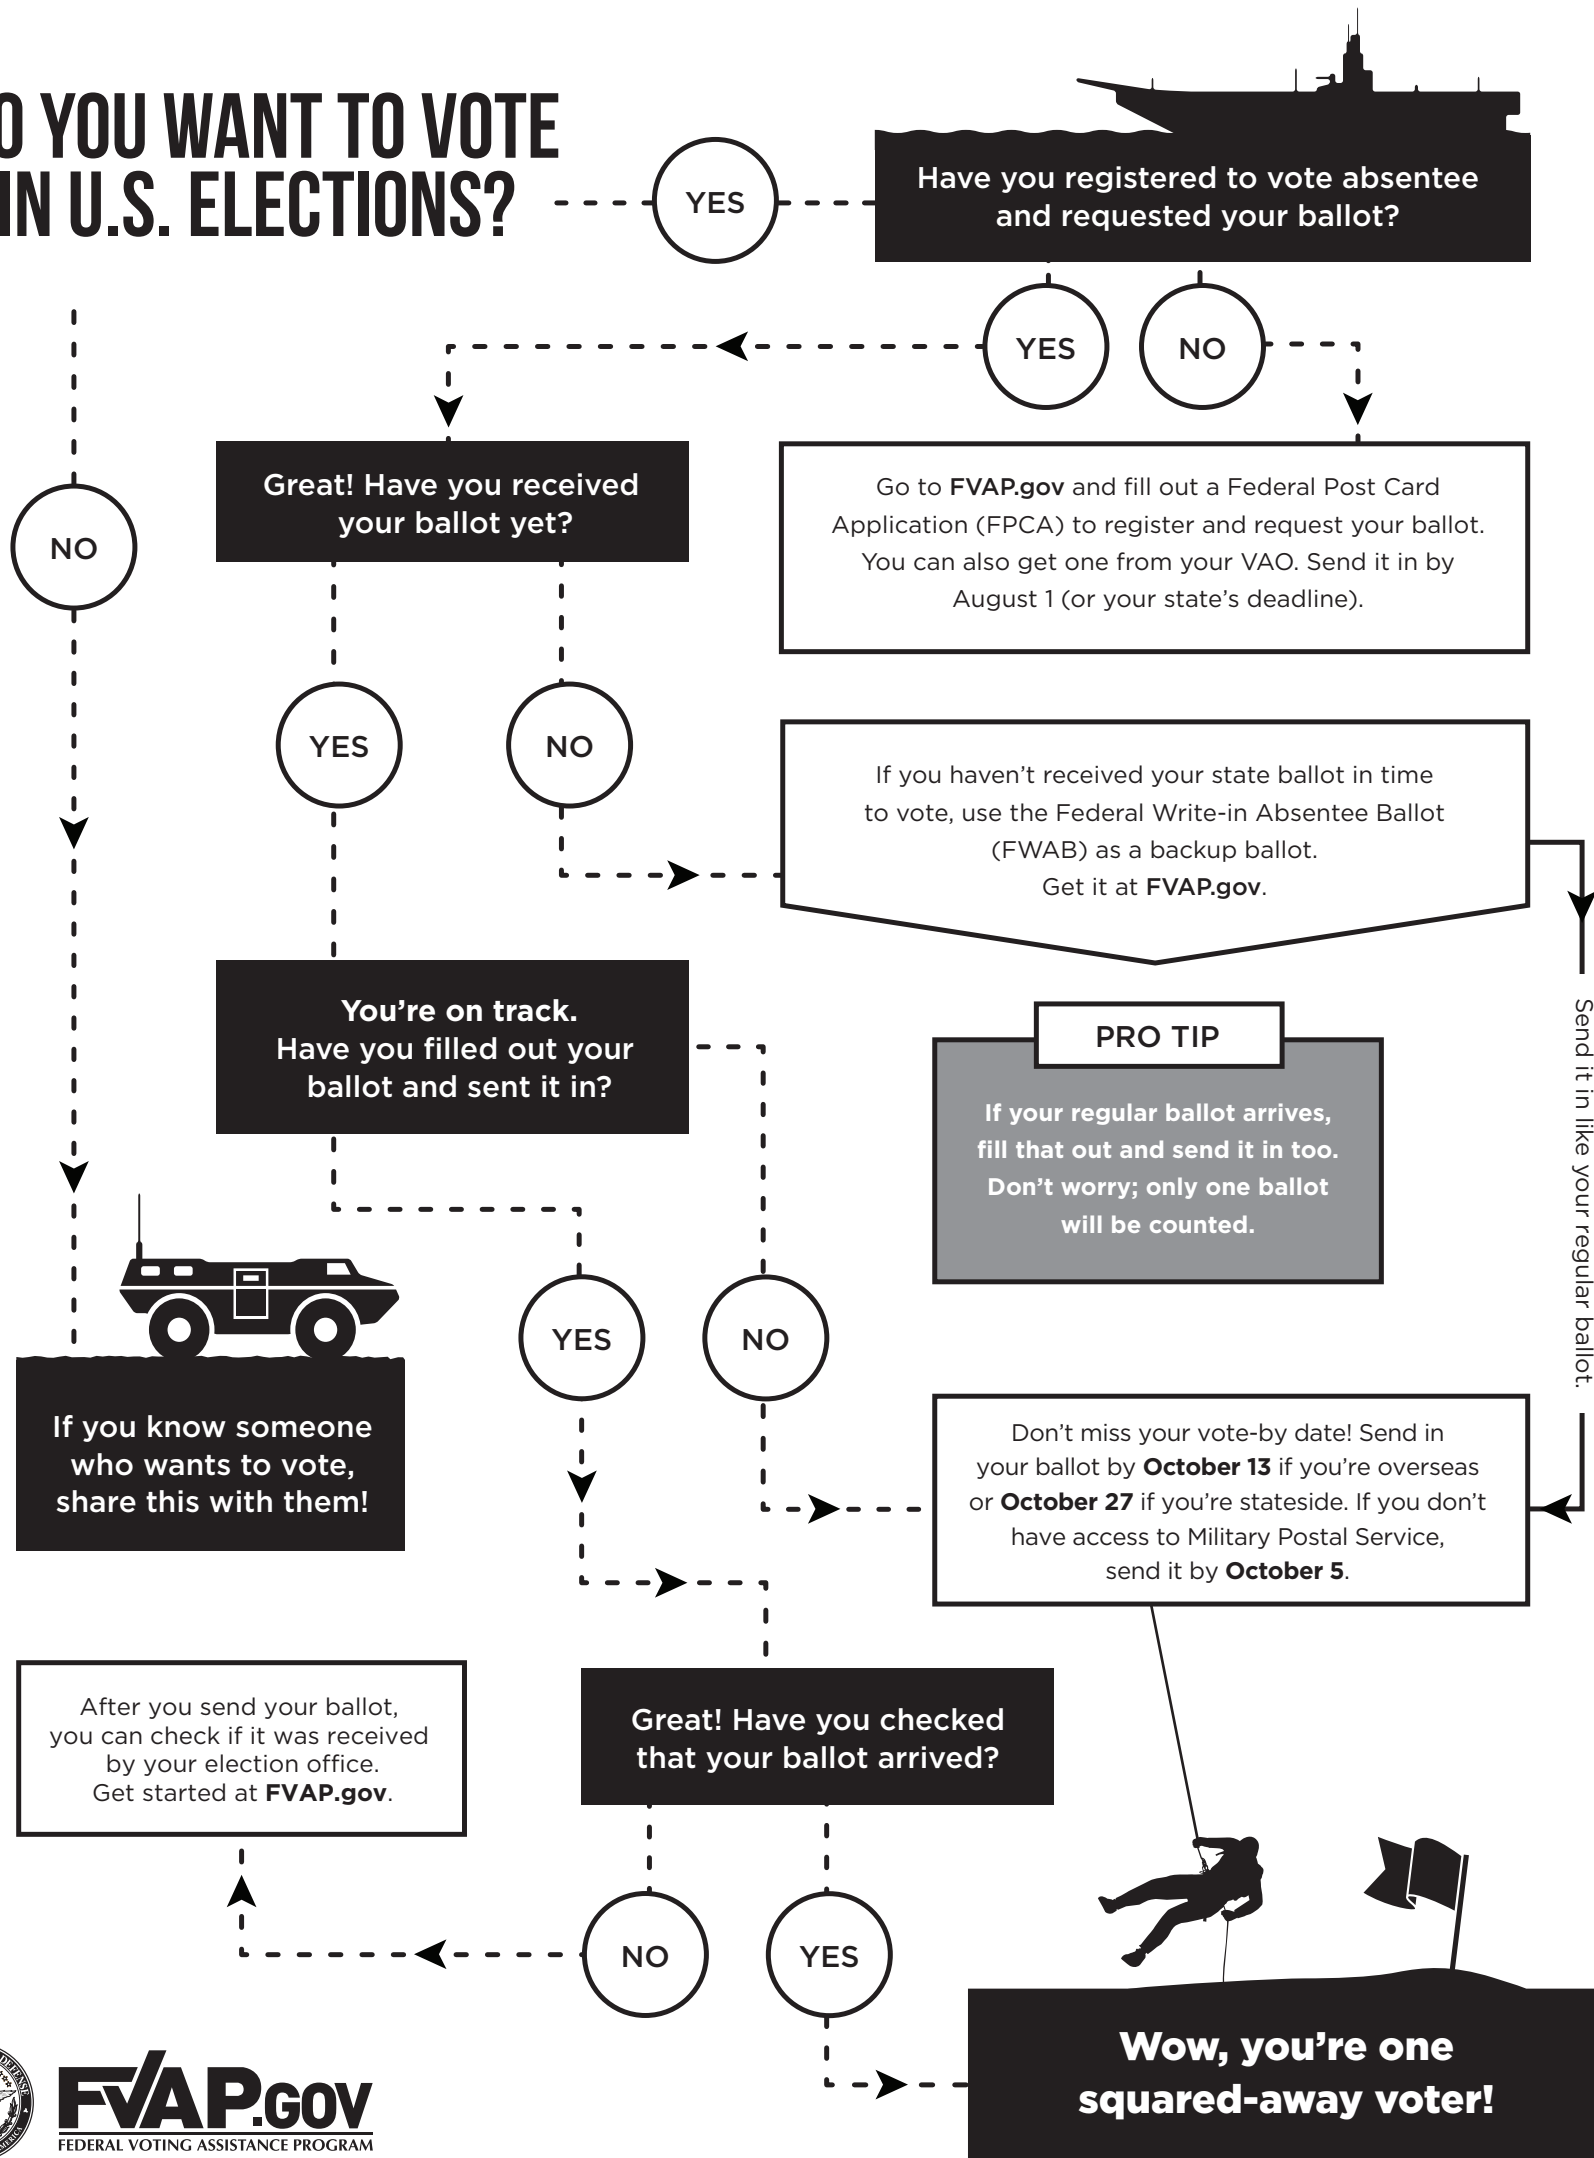 O YOU WANT TO VOTE
IN U.S. ELECTIONS?
YES
Have you registered to vote absentee
and requested your ballot?
YES
NO
NO
Great! Have you received
your ballot yet?
Go to FVAP.gov and fill out a Federal Post Card
Application (FPCA) to register and request your ballot.
You can also get one from your VAO. Send it in by
August 1 (or your state's deadline).
YES
NO
If you haven't received your state ballot in time
to vote, use the Federal Write-in Absentee Ballot
(FWAB) as a backup ballot.
Get it at FVAP.gov.
Send it in like your regular ballot.
You're on track.
Have you filled out your
ballot and sent it in?
PRO TIP
If your regular ballot arrives,
fill that out and send it in too.
Don't worry; only one ballot
will be counted.
YES
NO
If you know someone
who wants to vote,
share this with them!
Don't miss your vote-by date! Send in
your ballot by October 13 if you're overseas
or October 27 if you're stateside. If you don't
have access to Military Postal Service,
send it by October 5.
After you send your ballot,
you can check if it was received
by your election office.
Get started at FVAP.gov.
Great! Have you checked
that your ballot arrived?
NO
YES
Wow, you're one
squared-away voter!
FVAP.GOV
FEDERAL VOTING ASSISTANCE PROGRAM